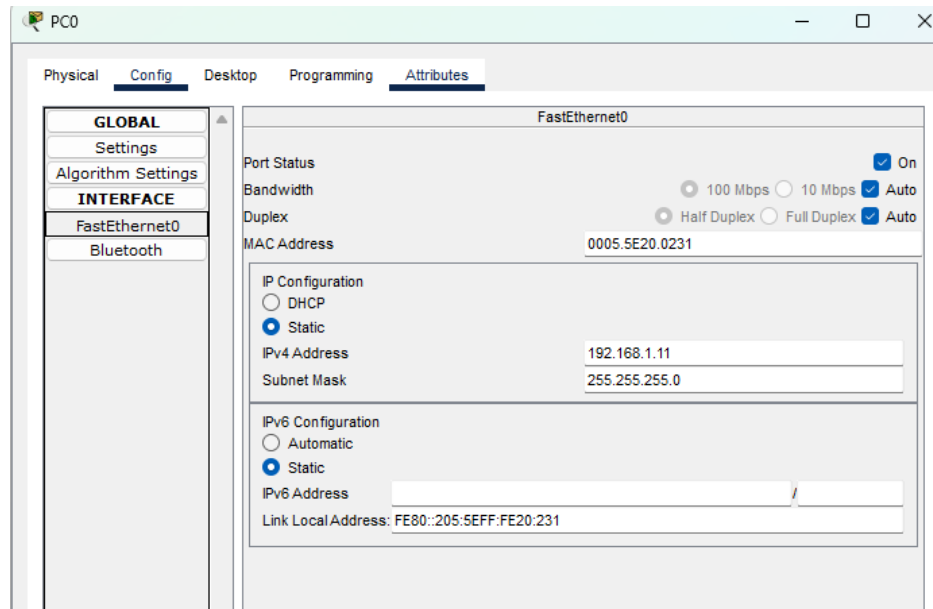 PC0
Physical Config Desktop Programming Attributes
GLOBAL
Settings
Algorithm Settings
INTERFACE
FastEthernet0
Bluetooth
FastEthernet0
Port Status On
Bandwidth 100 Mbps 10 Mbps Auto
Duplex Half Duplex Full Duplex Auto
MAC Address 0005.5E20.0231
IP Configuration
DHCP
Static
IPv4 Address 192.168.1.11
Subnet Mask 255.255.255.0
IPv6 Configuration
Automatic
Static
IPv6 Address /
Link Local Address: FE80::205:5EFF:FE20:231